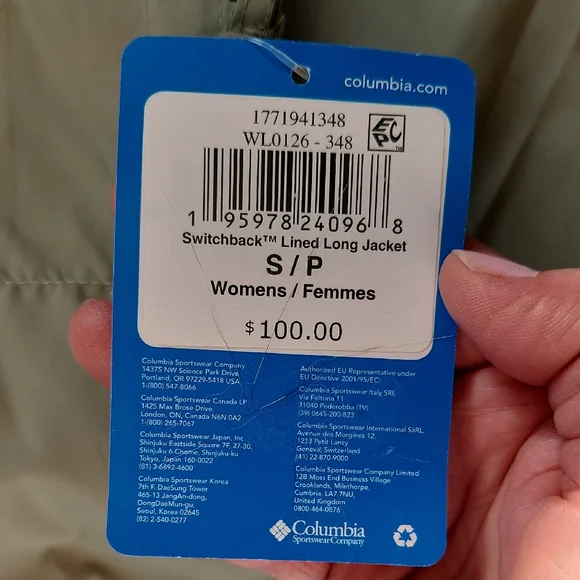 columbia.com
1771941348
WL0126 - 348
EPC™
1 95978 24096 8
Switchback™ Lined Long Jacket
S / P
Womens / Femmes
$100.00
Columbia Sportswear Company
14375 NW Science Park Drive,
Portland, OR 97229-5418 USA
1-(800) 547-8066
Columbia Sportswear Canada LP
1425 Max Brose Drive,
London, ON, Canada N6N 0A2
1-(800) 265-7067
Columbia Sportswear Japan, Inc.
Shinjuku Eastside Square 7F, 27-30,
Shinjuku 6-Chome, Shinjuku-ku
Tokyo, Japan 160-0022
(81) 3-6892-4600
Columbia Sportswear Korea
7th F. DaeSung Tower
465-13 JangAn-dong,
DongDaeMun-gu,
Seoul, Korea 02645
(82) 2-540-0277
Authorized EU Representative under
EU Directive 2001/95/EC:
Columbia Sportswear Italy SRL
Via Feltrina 11
31040 Pederobba (TV)
(39) 0645-200-823
Columbia Sportswear International SàRL,
Avenue des Morgines 12,
1213 Petit Lancy
Geneva, Switzerland
(41) 22-870-9000
Columbia Sportswear Company Limited
12B Moss End Business Village
Crooklands, Milnthorpe,
Cumbria, LA7 7NU,
United Kingdom
0800-464-0876
Columbia
Sportswear Company